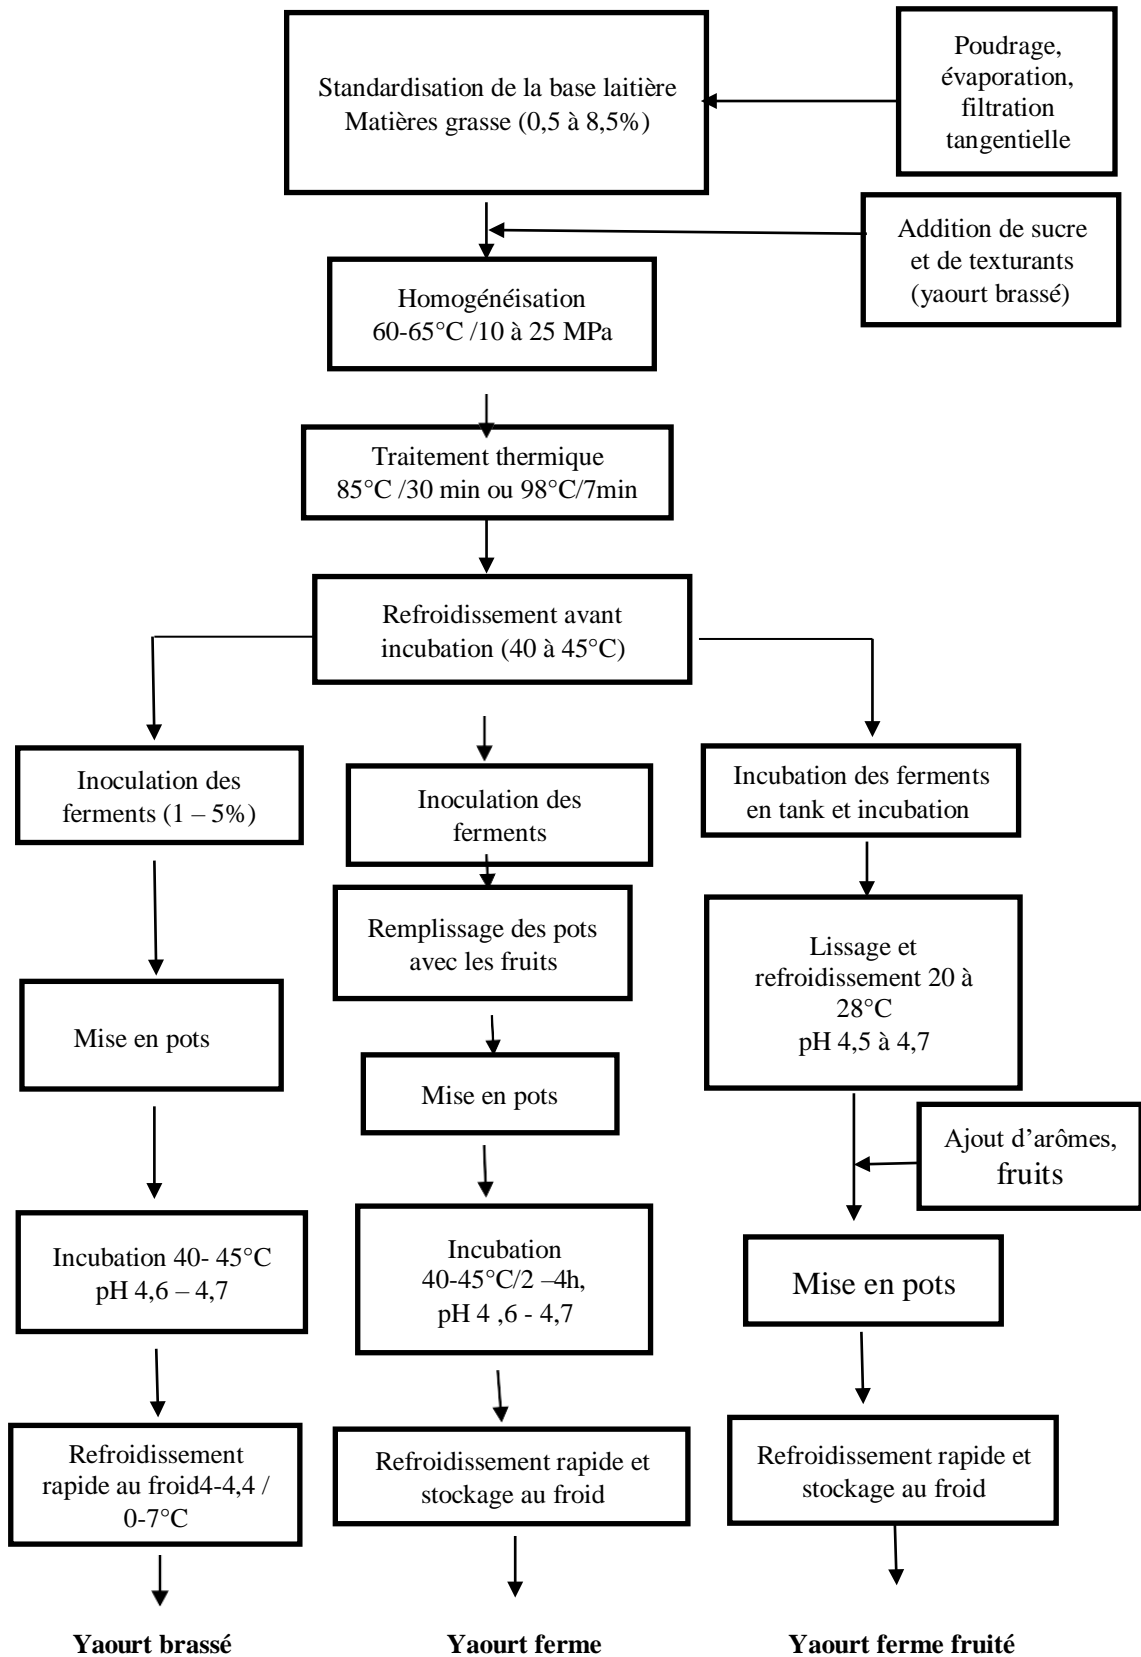 Standardisation de la base laitière
Matières grasse (0,5 à 8,5%)
Poudrage,
évaporation,
filtration
tangentielle
Addition de sucre
et de texturants
(yaourt brassé)
Homogénéisation
60-65°C /10 à 25 MPa
Traitement thermique
85°C /30 min ou 98°C/7min
Refroidissement avant
incubation (40 à 45°C)
Inoculation des
ferments (1 – 5%)
Mise en pots
Incubation 40- 45°C
pH 4,6 – 4,7
Refroidissement
rapide au froid4-4,4 /
0-7°C
Yaourt brassé
Inoculation des
ferments
Remplissage des pots
avec les fruits
Mise en pots
Incubation
40-45°C/2 –4h,
pH 4 ,6 - 4,7
Refroidissement rapide et
stockage au froid
Yaourt ferme
Incubation des ferments
en tank et incubation
Lissage et
refroidissement 20 à
28°C
pH 4,5 à 4,7
Ajout d’arômes,
fruits
Mise en pots
Refroidissement rapide et
stockage au froid
Yaourt ferme fruité